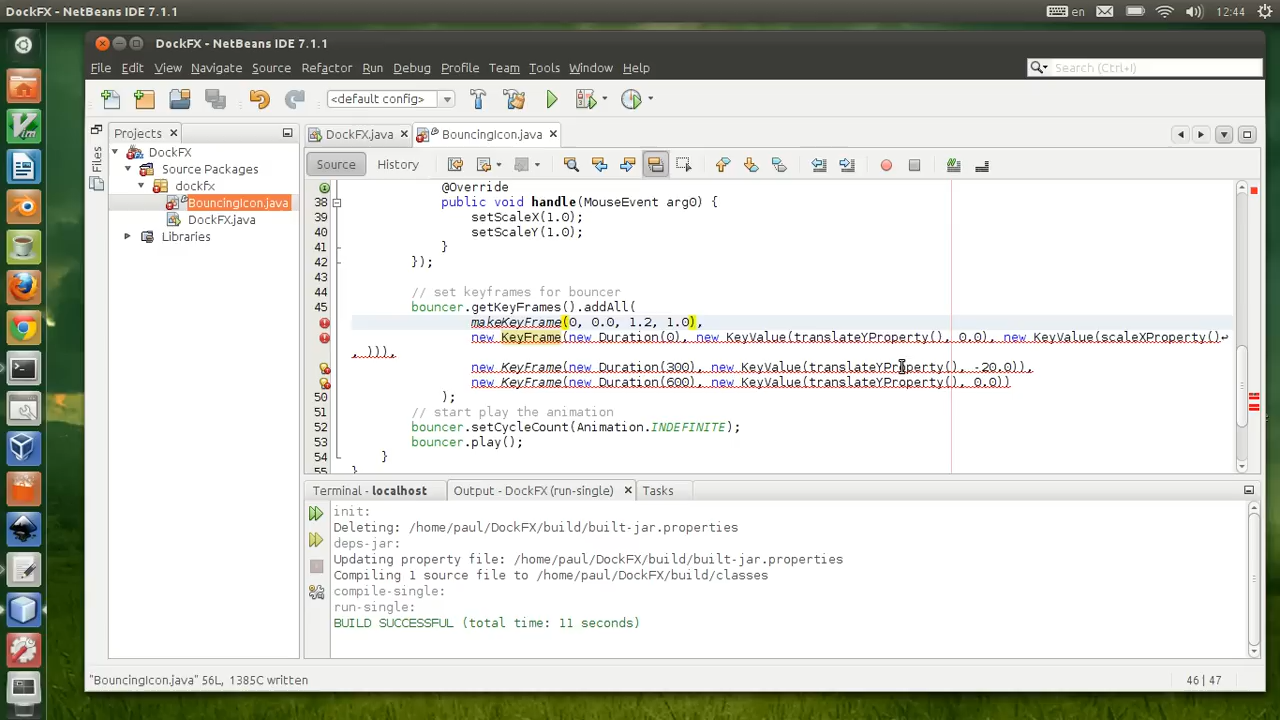 DockFX - NetBeans IDE 7.1.1
en
12:44
DockFX - NetBeans IDE 7.1.1
File Edit View Navigate Source Refactor Run Debug Profile Team Tools Window Help
Search (Ctrl+I)
<default config>
Projects
Files
DockFX.java
BouncingIcon.java
DockFX
Source Packages
dockfx
BouncingIcon.java
DockFX.java
Libraries
Source
History
@Override
38 public void handle(MouseEvent arg0) {
39 setScaleX(1.0);
40 setScaleY(1.0);
41 }
42 });
43
44 // set keyframes for bouncer
45 bouncer.getKeyFrames().addAll(
makeKeyFrame(0, 0.0, 1.2, 1.0),
new KeyFrame(new Duration(0), new KeyValue(translateYProperty(), 0.0), new KeyValue(scaleXProperty()
, ))),
new KeyFrame(new Duration(300), new KeyValue(translateYProperty(), -20.0)),
new KeyFrame(new Duration(600), new KeyValue(translateYProperty(), 0.0))
50 );
51 // start play the animation
52 bouncer.setCycleCount(Animation.INDEFINITE);
53 bouncer.play();
54 }
55 }
Terminal - localhost
Output - DockFX (run-single)
Tasks
init:
Deleting: /home/paul/DockFX/build/built-jar.properties
deps-jar:
Updating property file: /home/paul/DockFX/build/built-jar.properties
Compiling 1 source file to /home/paul/DockFX/build/classes
compile-single:
run-single:
BUILD SUCCESSFUL (total time: 11 seconds)
"BouncingIcon.java" 56L, 1385C written
46 | 47